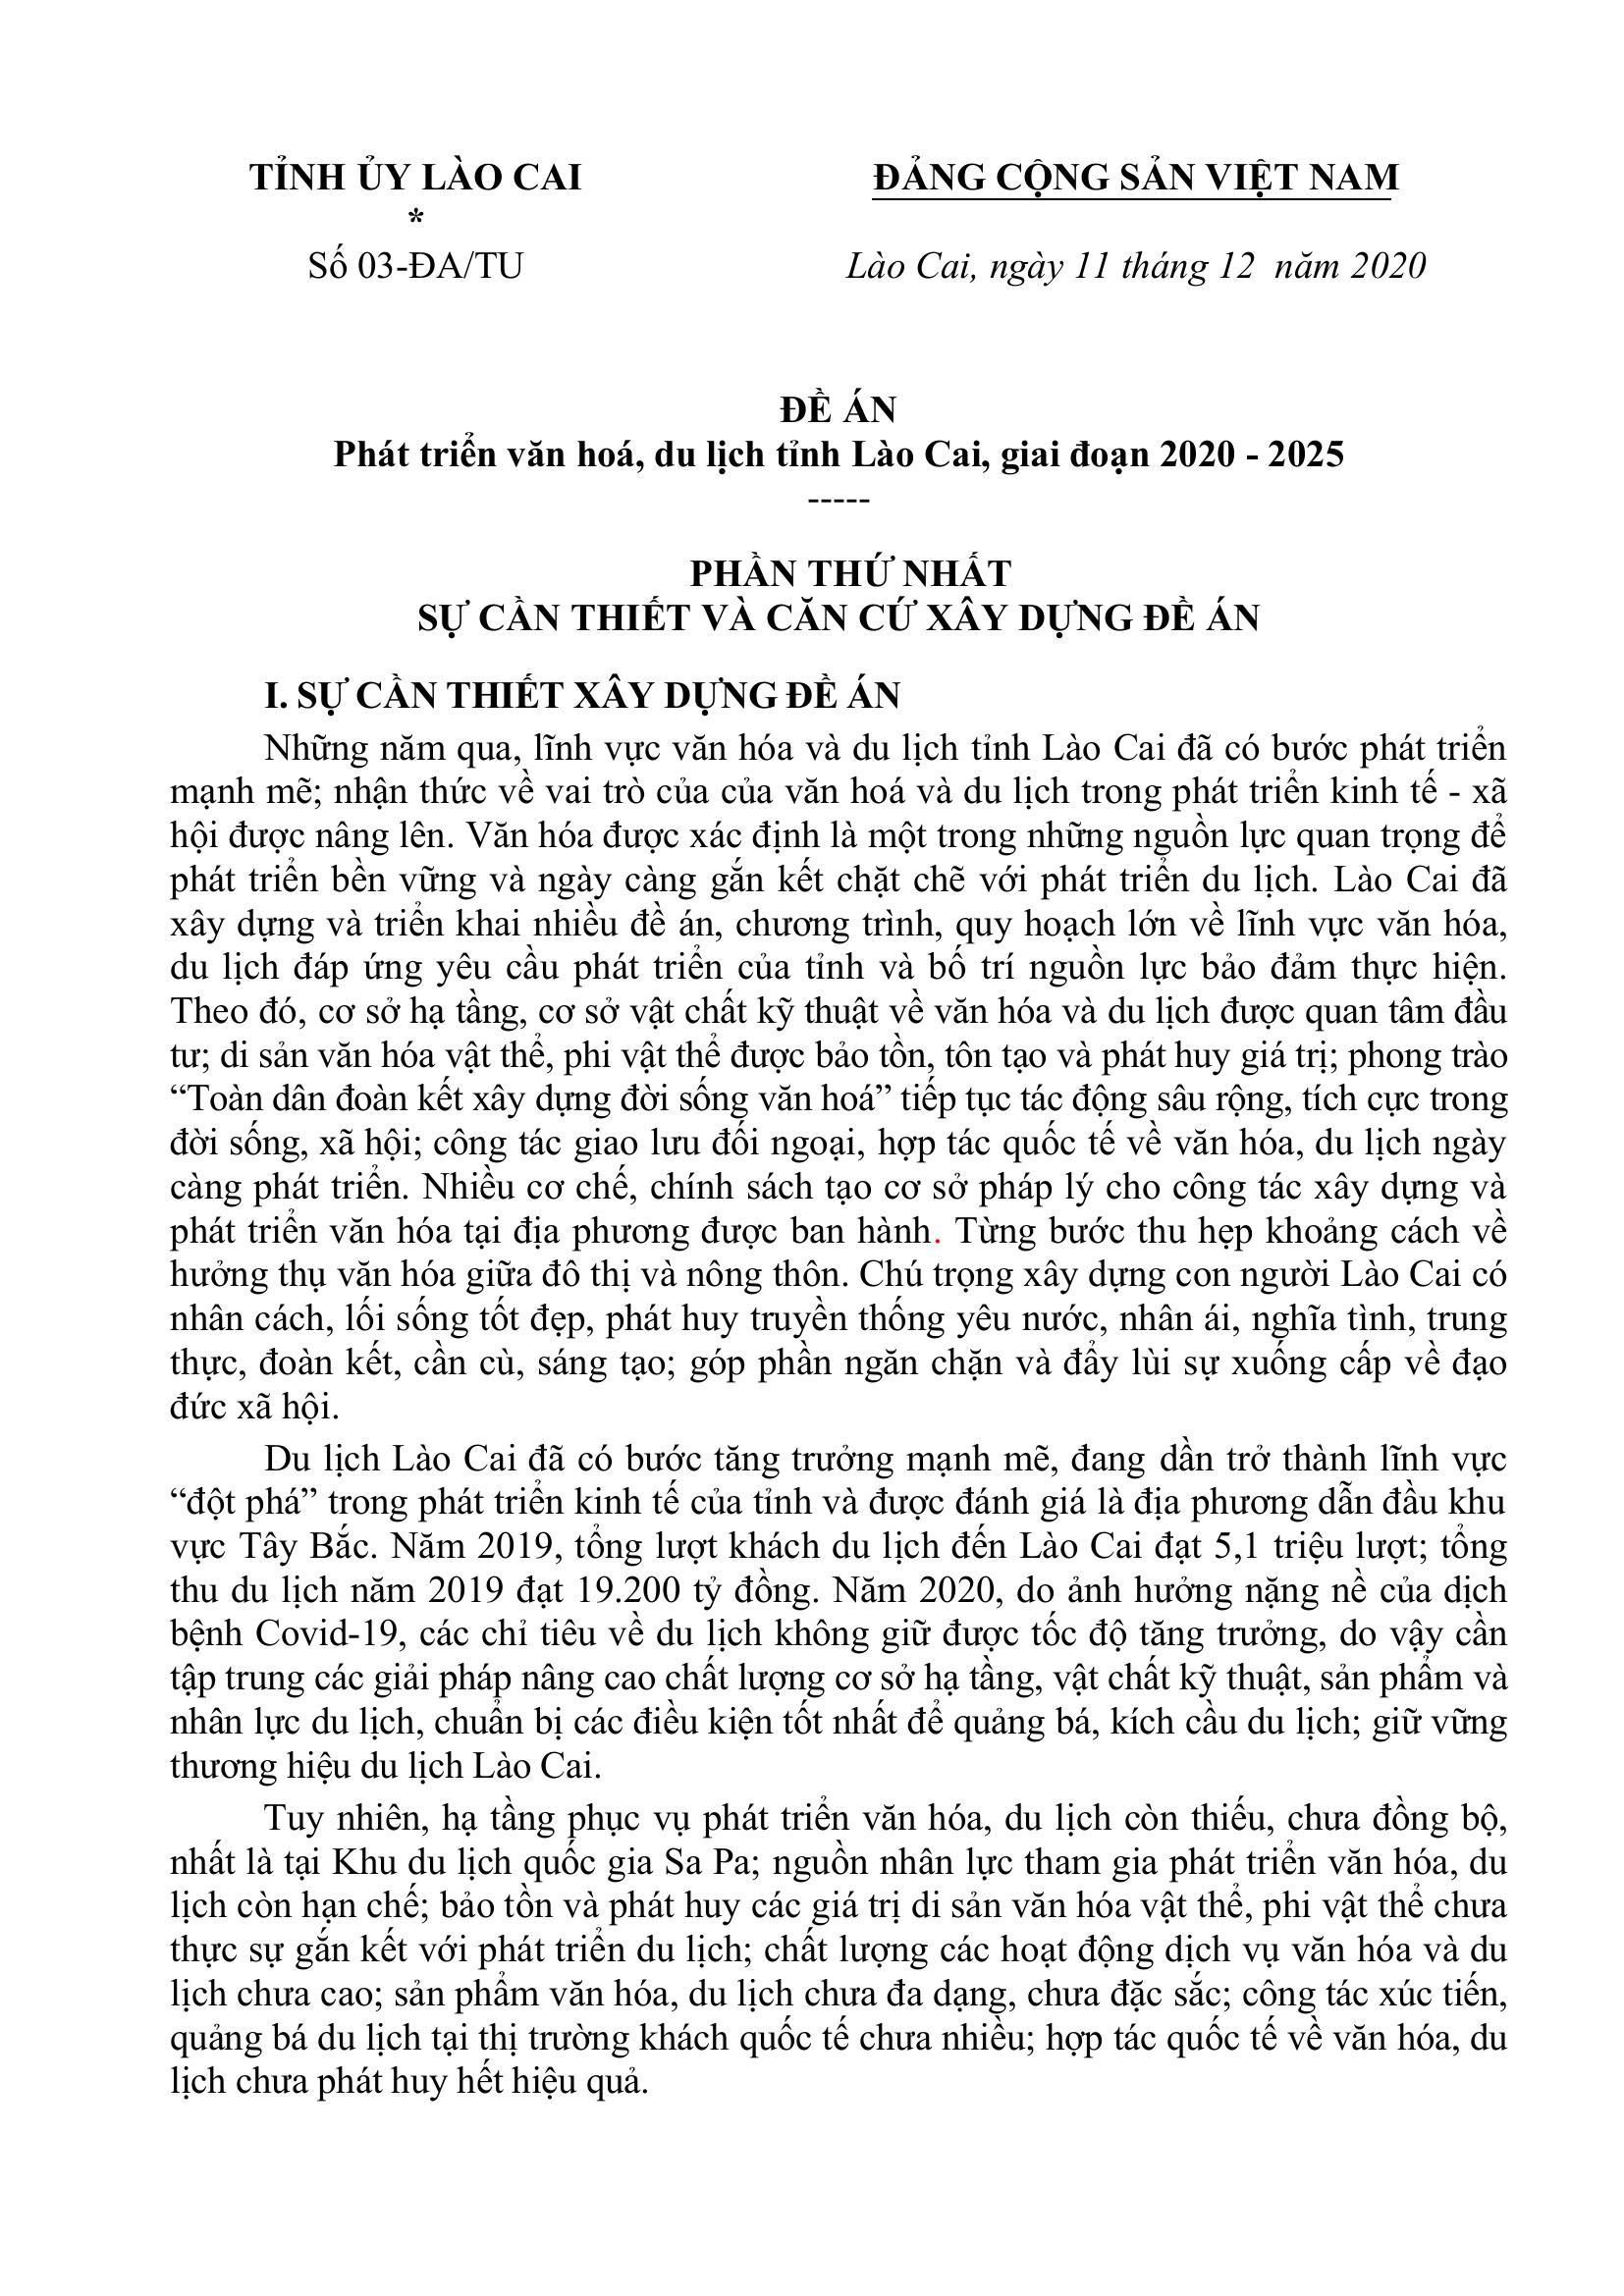 TỈNH ỦY LÀO CAI
*
Số 03-ĐA/TU
ĐẢNG CỘNG SẢN VIỆT NAM
Lào Cai, ngày 11 tháng 12 năm 2020
ĐỀ ÁN
Phát triển văn hoá, du lịch tỉnh Lào Cai, giai đoạn 2020 - 2025
-----
PHẦN THỨ NHẤT
SỰ CẦN THIẾT VÀ CĂN CỨ XÂY DỰNG ĐỀ ÁN
I. SỰ CẦN THIẾT XÂY DỰNG ĐỀ ÁN
Những năm qua, lĩnh vực văn hóa và du lịch tỉnh Lào Cai đã có bước phát triển
mạnh mẽ; nhận thức về vai trò của của văn hoá và du lịch trong phát triển kinh tế - xã
hội được nâng lên. Văn hóa được xác định là một trong những nguồn lực quan trọng để
phát triển bền vững và ngày càng gắn kết chặt chẽ với phát triển du lịch. Lào Cai đã
xây dựng và triển khai nhiều đề án, chương trình, quy hoạch lớn về lĩnh vực văn hóa,
du lịch đáp ứng yêu cầu phát triển của tỉnh và bố trí nguồn lực bảo đảm thực hiện.
Theo đó, cơ sở hạ tầng, cơ sở vật chất kỹ thuật về văn hóa và du lịch được quan tâm đầu
tư; di sản văn hóa vật thể, phi vật thể được bảo tồn, tôn tạo và phát huy giá trị; phong trào
“Toàn dân đoàn kết xây dựng đời sống văn hoá” tiếp tục tác động sâu rộng, tích cực trong
đời sống, xã hội; công tác giao lưu đối ngoại, hợp tác quốc tế về văn hóa, du lịch ngày
càng phát triển. Nhiều cơ chế, chính sách tạo cơ sở pháp lý cho công tác xây dựng và
phát triển văn hóa tại địa phương được ban hành. Từng bước thu hẹp khoảng cách về
hưởng thụ văn hóa giữa đô thị và nông thôn. Chú trọng xây dựng con người Lào Cai có
nhân cách, lối sống tốt đẹp, phát huy truyền thống yêu nước, nhân ái, nghĩa tình, trung
thực, đoàn kết, cần cù, sáng tạo; góp phần ngăn chặn và đẩy lùi sự xuống cấp về đạo
đức xã hội.
Du lịch Lào Cai đã có bước tăng trưởng mạnh mẽ, đang dần trở thành lĩnh vực
“đột phá” trong phát triển kinh tế của tỉnh và được đánh giá là địa phương dẫn đầu khu
vực Tây Bắc. Năm 2019, tổng lượt khách du lịch đến Lào Cai đạt 5,1 triệu lượt; tổng
thu du lịch năm 2019 đạt 19.200 tỷ đồng. Năm 2020, do ảnh hưởng nặng nề của dịch
bệnh Covid-19, các chỉ tiêu về du lịch không giữ được tốc độ tăng trưởng, do vậy cần
tập trung các giải pháp nâng cao chất lượng cơ sở hạ tầng, vật chất kỹ thuật, sản phẩm và
nhân lực du lịch, chuẩn bị các điều kiện tốt nhất để quảng bá, kích cầu du lịch; giữ vững
thương hiệu du lịch Lào Cai.
Tuy nhiên, hạ tầng phục vụ phát triển văn hóa, du lịch còn thiếu, chưa đồng bộ,
nhất là tại Khu du lịch quốc gia Sa Pa; nguồn nhân lực tham gia phát triển văn hóa, du
lịch còn hạn chế; bảo tồn và phát huy các giá trị di sản văn hóa vật thể, phi vật thể chưa
thực sự gắn kết với phát triển du lịch; chất lượng các hoạt động dịch vụ văn hóa và du
lịch chưa cao; sản phẩm văn hóa, du lịch chưa đa dạng, chưa đặc sắc; công tác xúc tiến,
quảng bá du lịch tại thị trường khách quốc tế chưa nhiều; hợp tác quốc tế về văn hóa, du
lịch chưa phát huy hết hiệu quả.